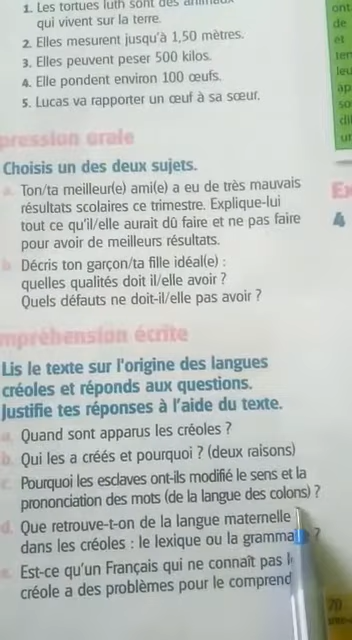 1. Les tortues luth sont des animaux
qui vivent sur la terre.
2. Elles mesurent jusqu'à 1,50 mètres.
3. Elles peuvent peser 500 kilos.
4. Elle pondent environ 100 œufs.
5. Lucas va rapporter un œuf à sa sœur.
pression orale
Choisis un des deux sujets.
a. Ton/ta meilleur(e) ami(e) a eu de très mauvais
résultats scolaires ce trimestre. Explique-lui
tout ce qu'il/elle aurait dû faire et ne pas faire
pour avoir de meilleurs résultats.
b. Décris ton garçon/ta fille idéal(e) :
quelles qualités doit il/elle avoir ?
Quels défauts ne doit-il/elle pas avoir ?
mpréhension écrite
Lis le texte sur l'origine des langues
créoles et réponds aux questions.
Justifie tes réponses à l'aide du texte.
a. Quand sont apparus les créoles ?
b. Qui les a créés et pourquoi ? (deux raisons)
c. Pourquoi les esclaves ont-ils modifié le sens et la
prononciation des mots (de la langue des colons) ?
d. Que retrouve-t-on de la langue maternelle
dans les créoles : le lexique ou la gramma ?
e. Est-ce qu'un Français qui ne connaît pas l
créole a des problèmes pour le comprend
ont
de
et
ap
so
Ex
4
70